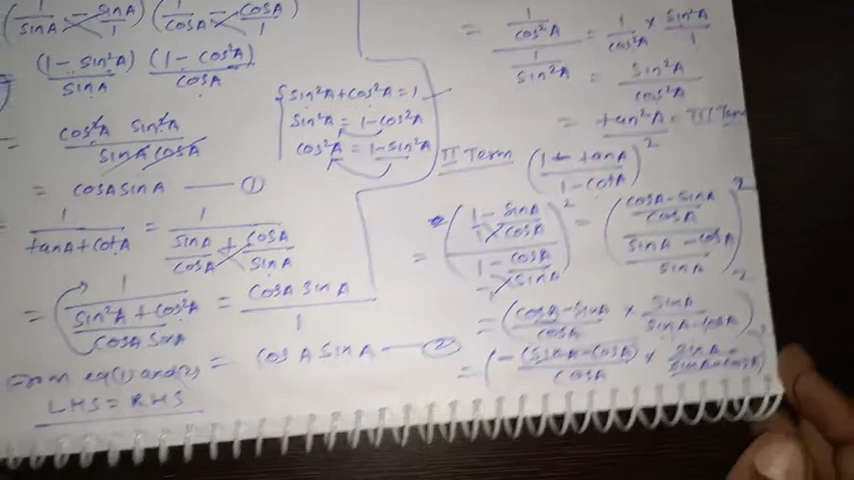 (1/sinA - sinA/1) (1/cosA - cosA/1)
(1 - sin²A)/sinA (1 - cos²A)/cosA
= cos²A sin²A / sinA cosA
= cosA sinA —— ①
1/(tanA + cotA) = 1/(sinA/cosA + cosA/sinA)
= 1/((sin²A + cos²A)/(cosA sinA)) = cosA sinA / 1
= cosA sinA —— ②
From eq(1) and (2)
LHS = RHS
{sin²A + cos²A = 1
sin²A = 1 - cos²A
cos²A = 1 - sin²A
= (1/cos²A)/(1/sin²A) = 1/cos²A × sin²A/1
= sin²A/cos²A
= tan²A = III Term
II Term ((1 - tanA)/(1 - cotA))²
= ((1 - sinA/cosA)/(1 - cosA/sinA))² = (((cosA - sinA)/cosA)/((sinA - cosA)/sinA))²
= ((cosA - sinA)/cosA × sinA/(sinA - cosA))²
= (-(sinA - cosA)/cosA × sinA/(sinA - cosA))²